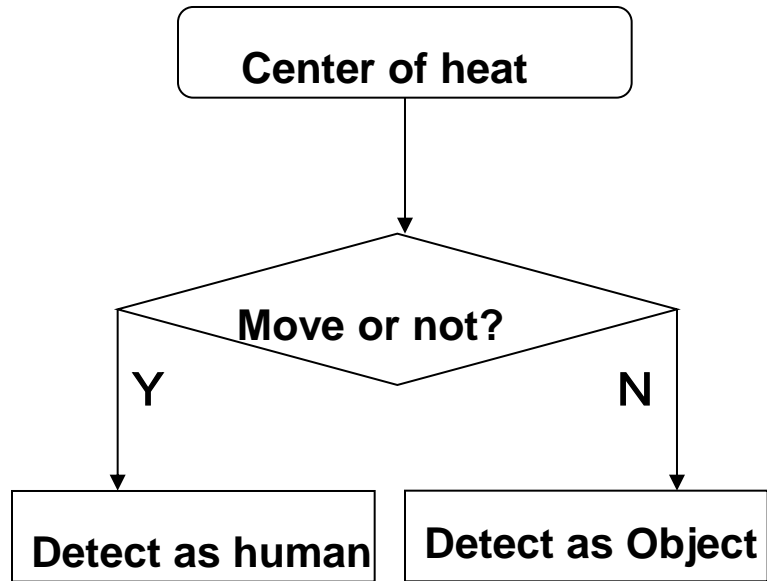 Center of heat
Move or not?
Y
N
Detect as human
Detect as Object